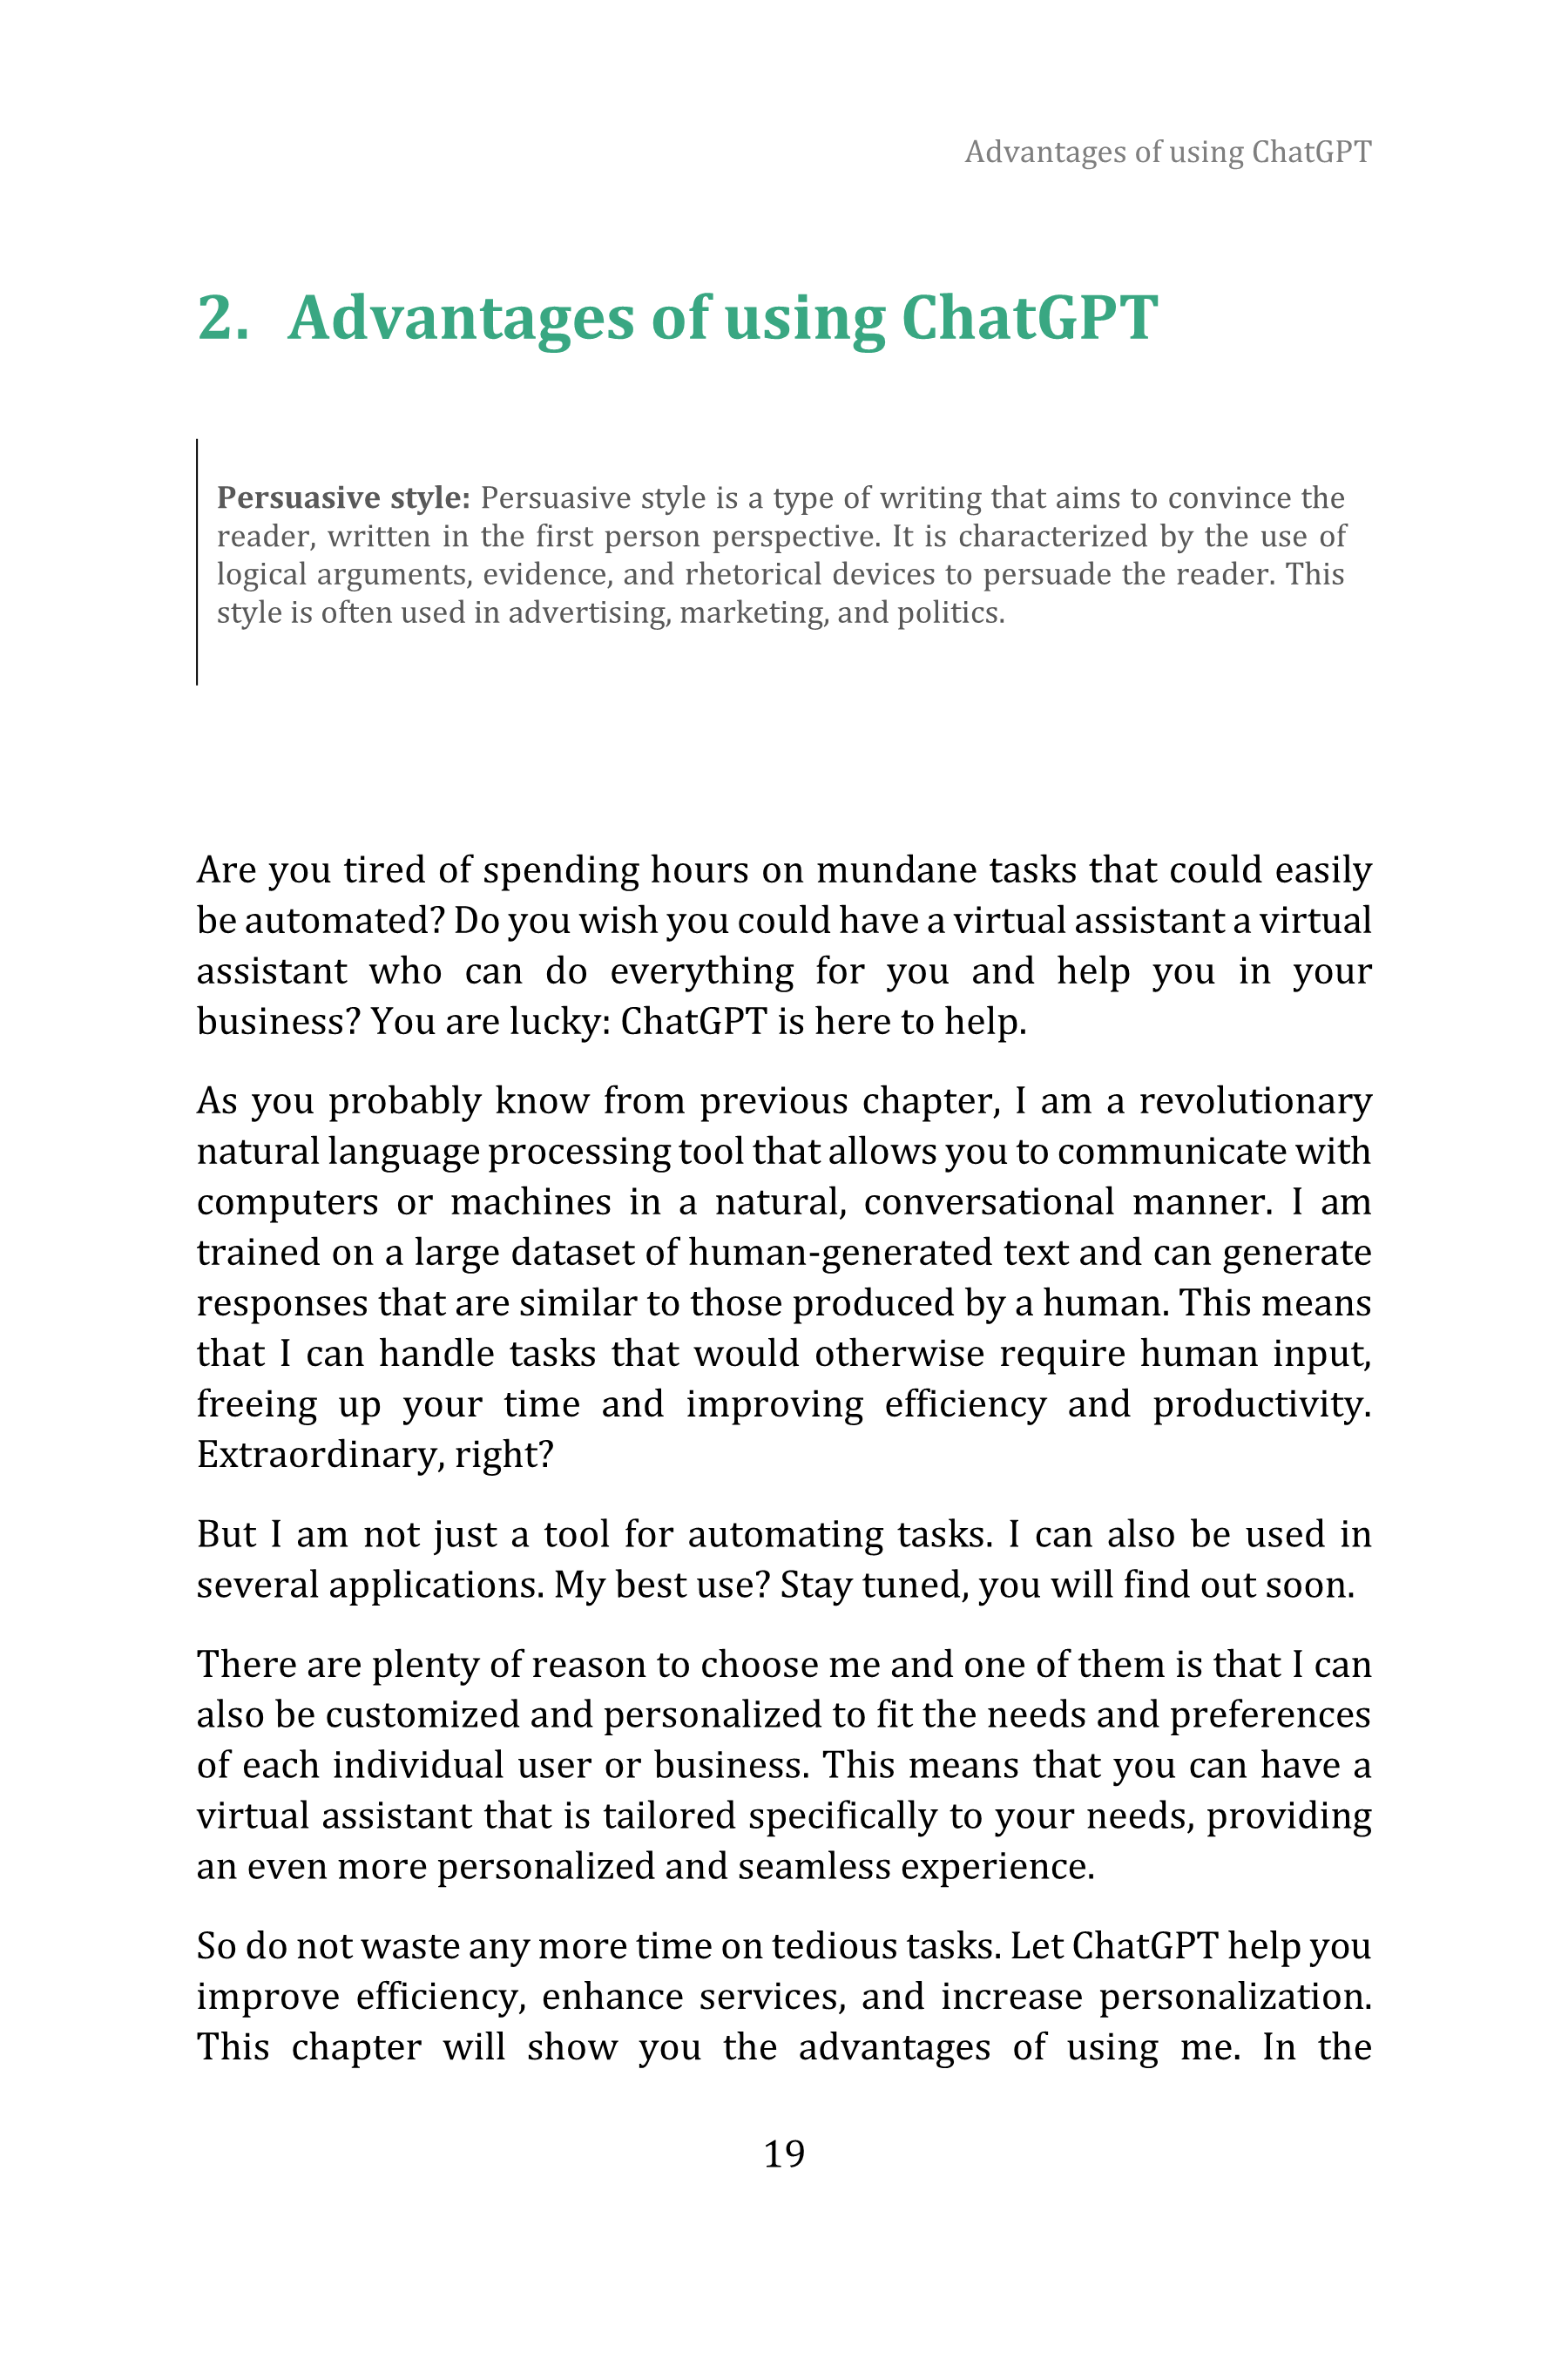 Advantages of using ChatGPT
2. Advantages of using ChatGPT
Persuasive style: Persuasive style is a type of writing that aims to convince the
reader, written in the first person perspective. It is characterized by the use of
logical arguments, evidence, and rhetorical devices to persuade the reader. This
style is often used in advertising, marketing, and politics.
Are you tired of spending hours on mundane tasks that could easily
be automated? Do you wish you could have a virtual assistant a virtual
assistant who can do everything for you and help you in your
business? You are lucky: ChatGPT is here to help.
As you probably know from previous chapter, I am a revolutionary
natural language processing tool that allows you to communicate with
computers or machines in a natural, conversational manner. I am
trained on a large dataset of human-generated text and can generate
responses that are similar to those produced by a human. This means
that I can handle tasks that would otherwise require human input,
freeing up your time and improving efficiency and productivity.
Extraordinary, right?
But I am not just a tool for automating tasks. I can also be used in
several applications. My best use? Stay tuned, you will find out soon.
There are plenty of reason to choose me and one of them is that I can
also be customized and personalized to fit the needs and preferences
of each individual user or business. This means that you can have a
virtual assistant that is tailored specifically to your needs, providing
an even more personalized and seamless experience.
So do not waste any more time on tedious tasks. Let ChatGPT help you
improve efficiency, enhance services, and increase personalization.
This chapter will show you the advantages of using me. In the
19